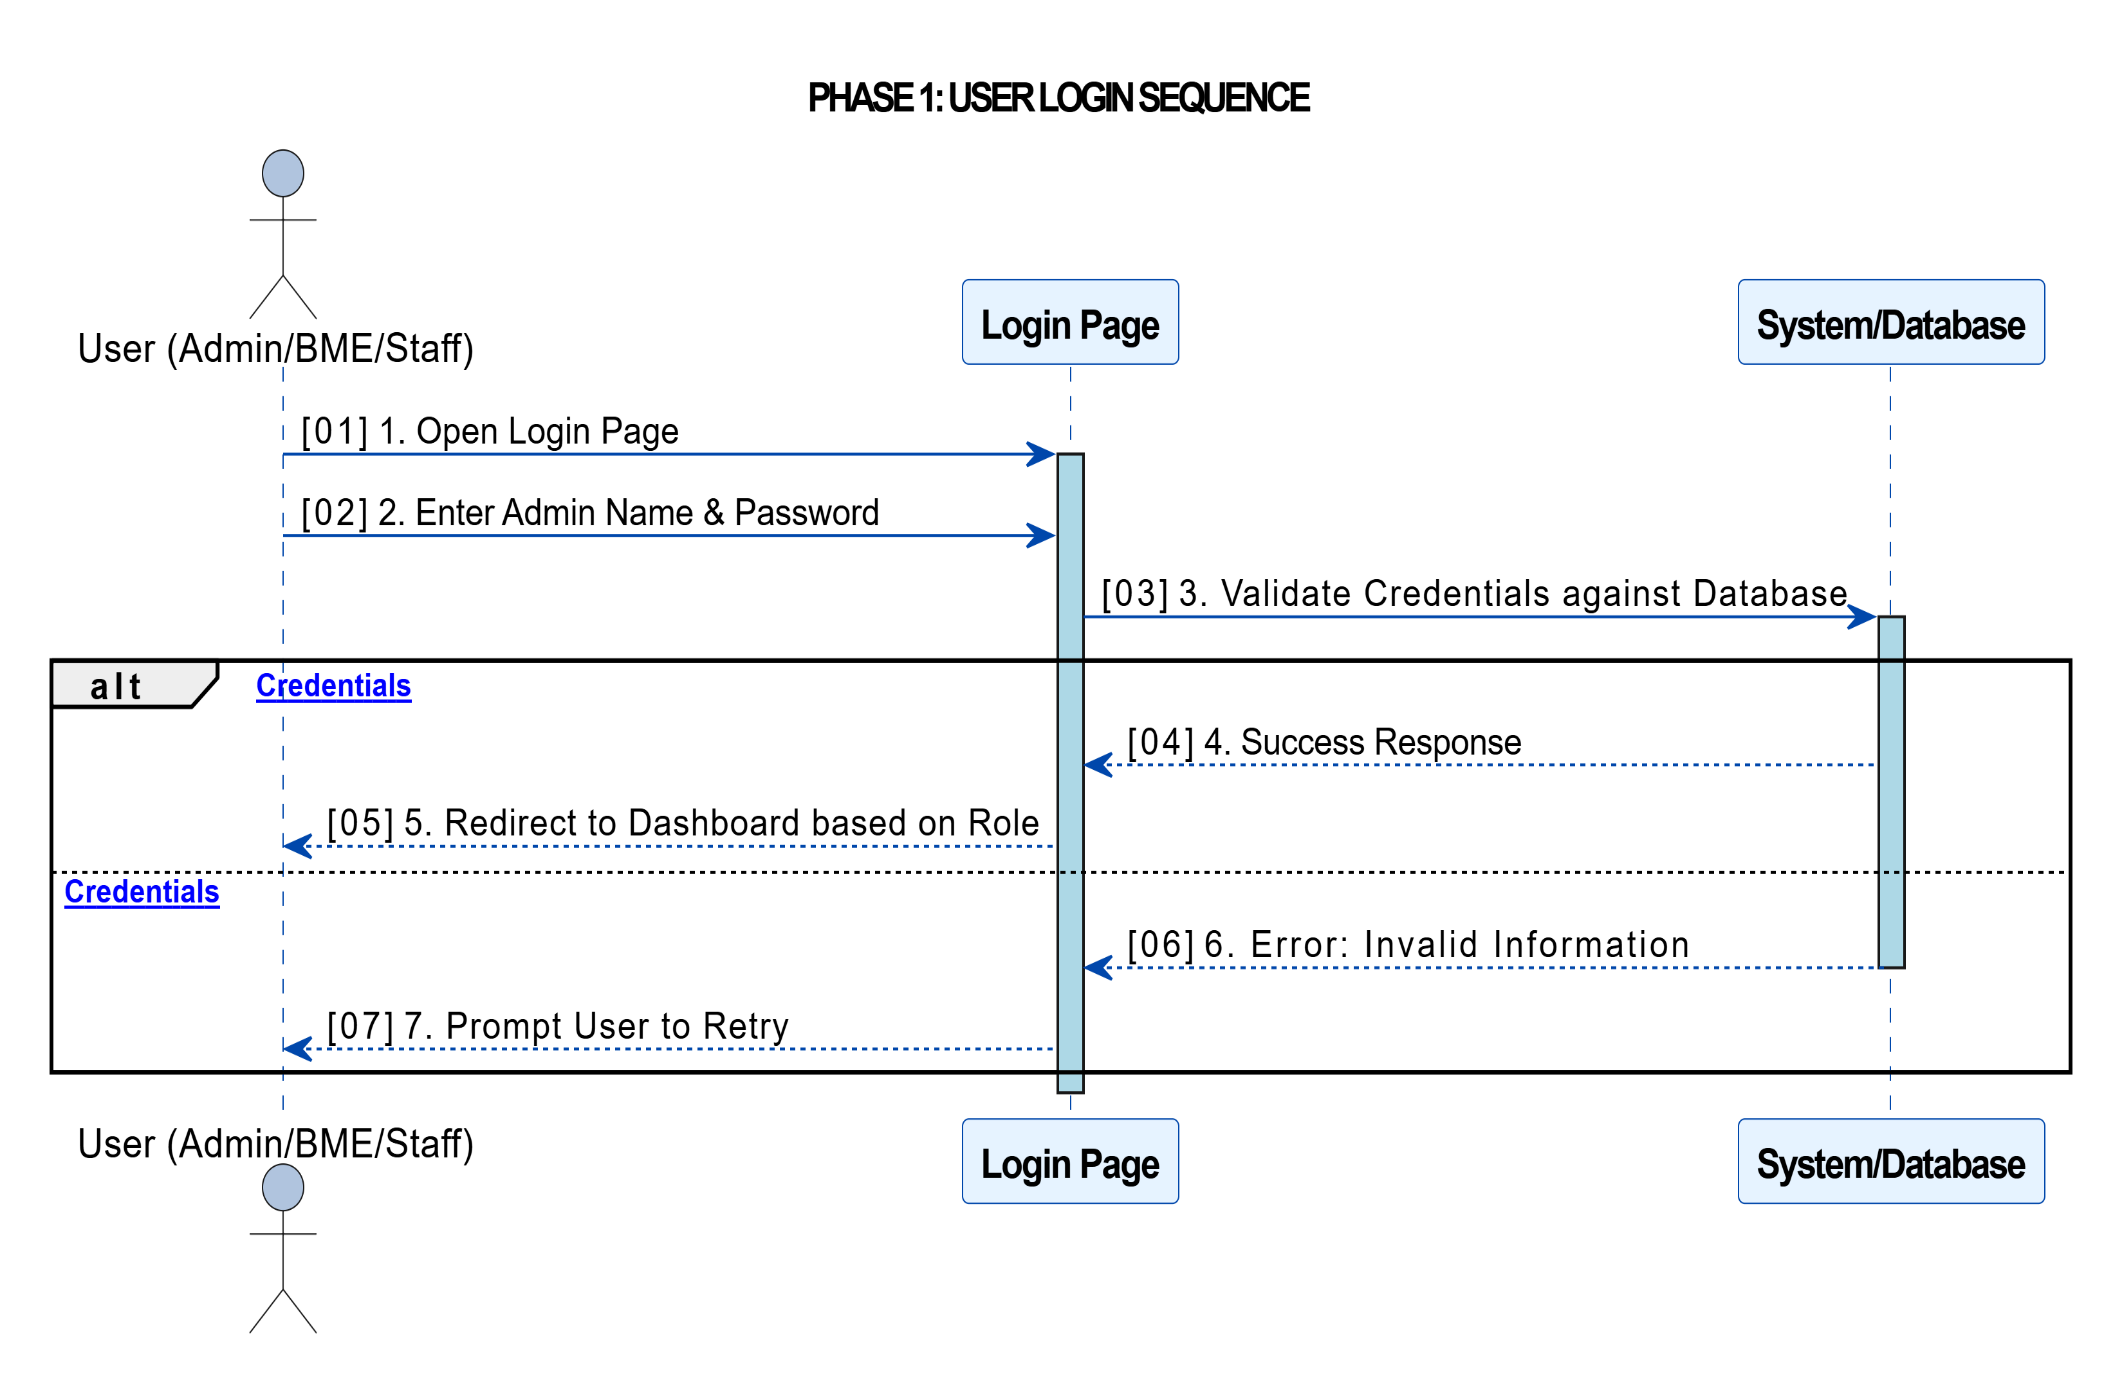 PHASE 1: USER LOGIN SEQUENCE
User (Admin/BME/Staff)
Login Page
System/Database
[01] 1. Open Login Page
[02] 2. Enter Admin Name & Password
[03] 3. Validate Credentials against Database
alt
Credentials
[04] 4. Success Response
[05] 5. Redirect to Dashboard based on Role
Credentials
[06] 6. Error: Invalid Information
[07] 7. Prompt User to Retry
User (Admin/BME/Staff)
Login Page
System/Database